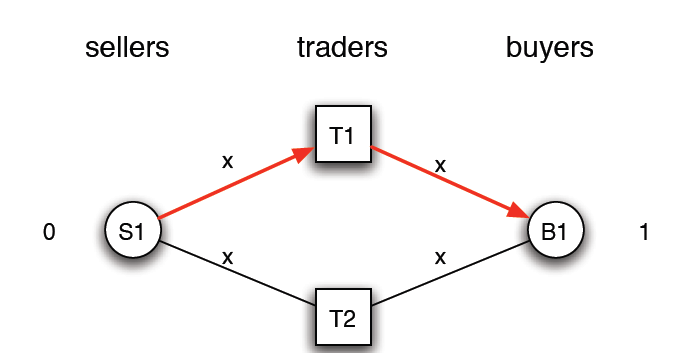 sellers traders buyers
T1
x x
0 S1 B1 1
x x
T2